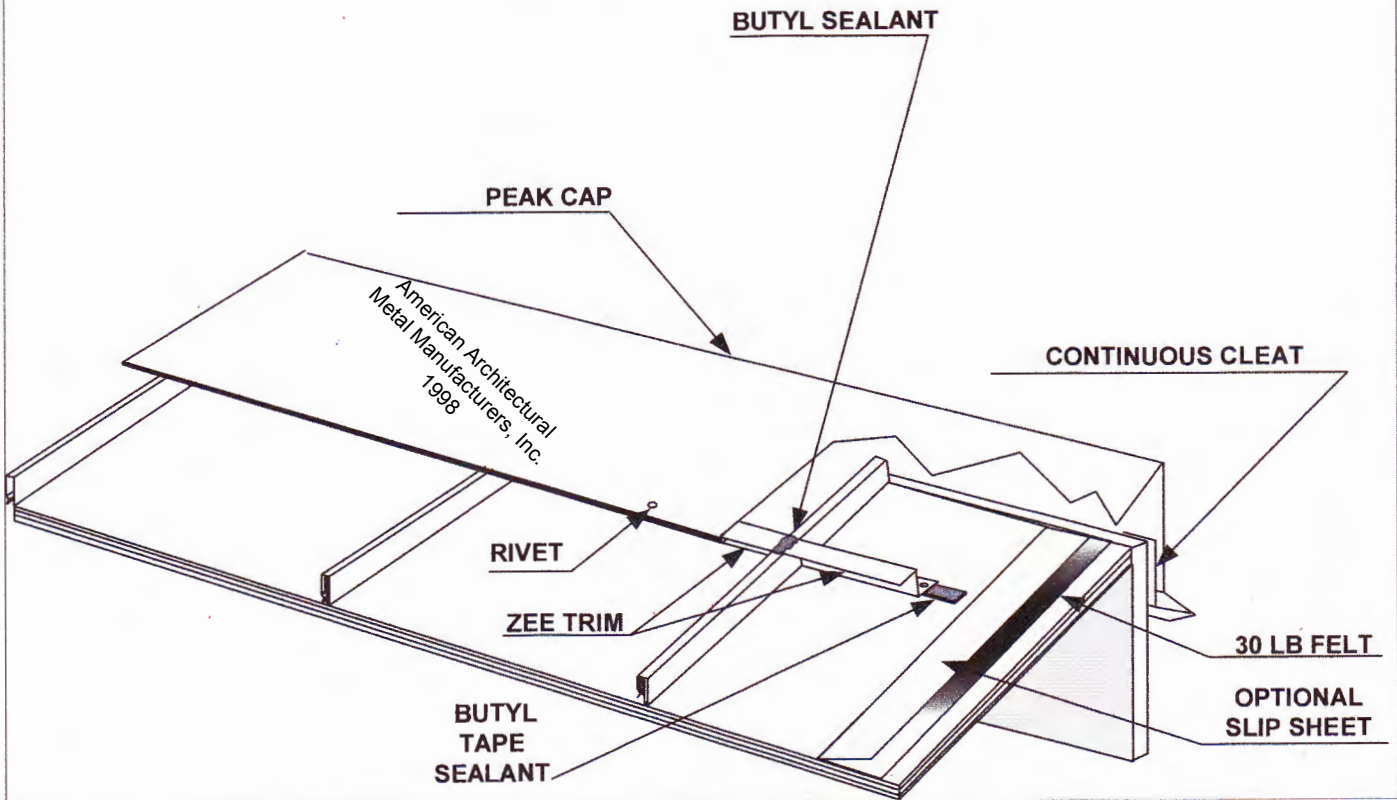 BUTYL SEALANT
PEAK CAP
American Architectural
Metal Manufacturers, Inc.
1998
CONTINUOUS CLEAT
RIVET
ZEE TRIM
30 LB FELT
BUTYL
TAPE
SEALANT
OPTIONAL
SLIP SHEET